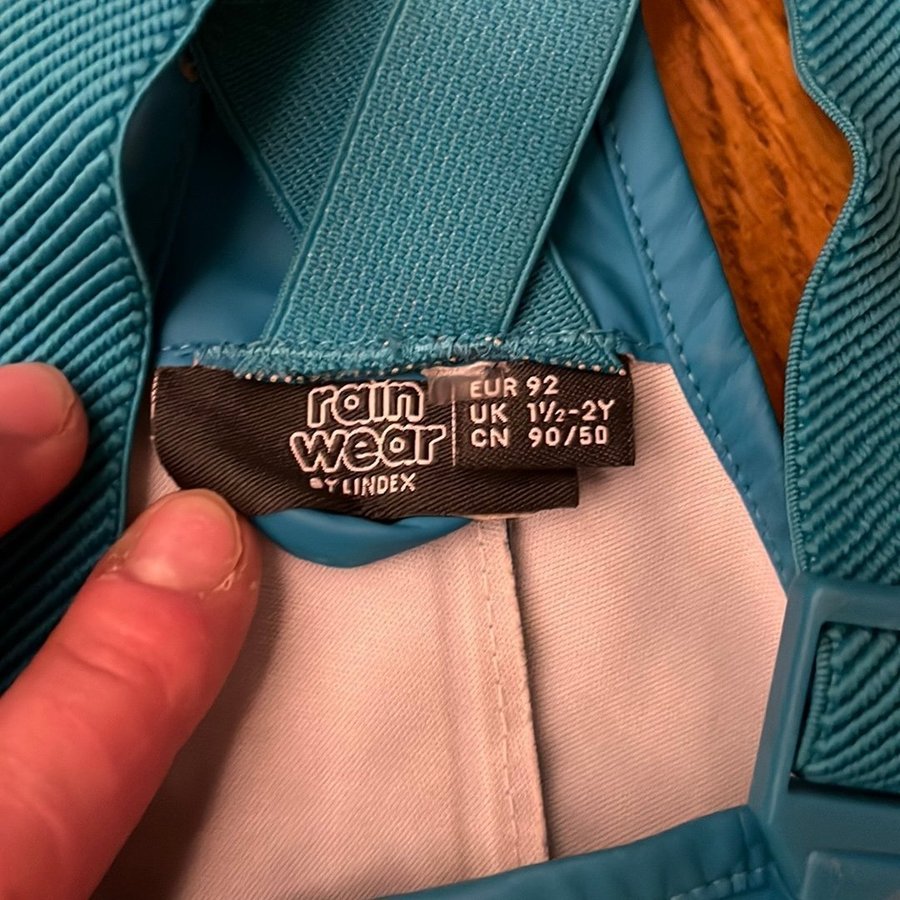 rain
wear
BY LINDEX
EUR 92
UK 1½-2Y
CN 90/50